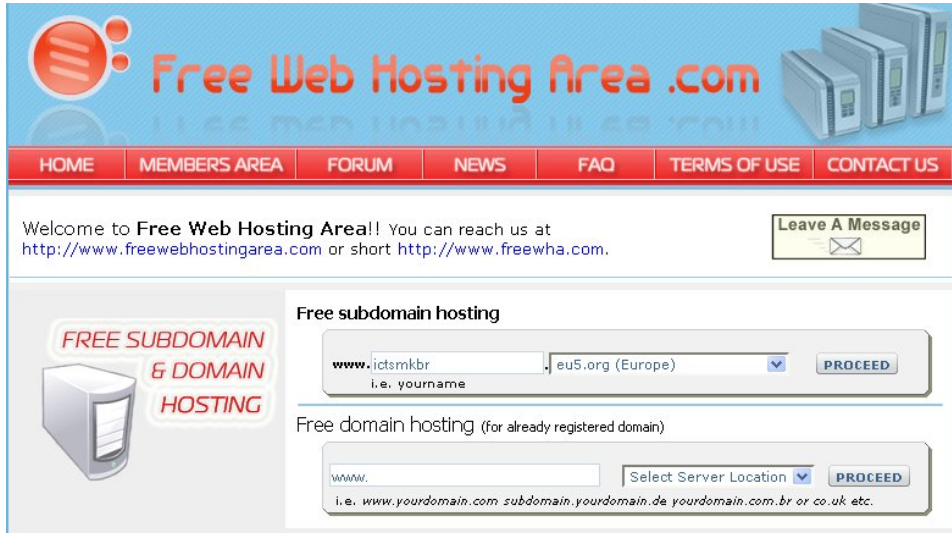 Free Web Hosting Area .com
HOME MEMBERS AREA FORUM NEWS FAQ TERMS OF USE CONTACT US
Welcome to Free Web Hosting Area!! You can reach us at
http://www.freewebhostingarea.com or short http://www.freewha.com.
Leave A Message
FREE SUBDOMAIN
& DOMAIN
HOSTING
Free subdomain hosting
www. ictsmkbr . eu5.org (Europe) PROCEED
i.e. yourname
Free domain hosting (for already registered domain)
www. Select Server Location PROCEED
i.e. www.yourdomain.com subdomain.yourdomain.de yourdomain.com.br or co.uk etc.